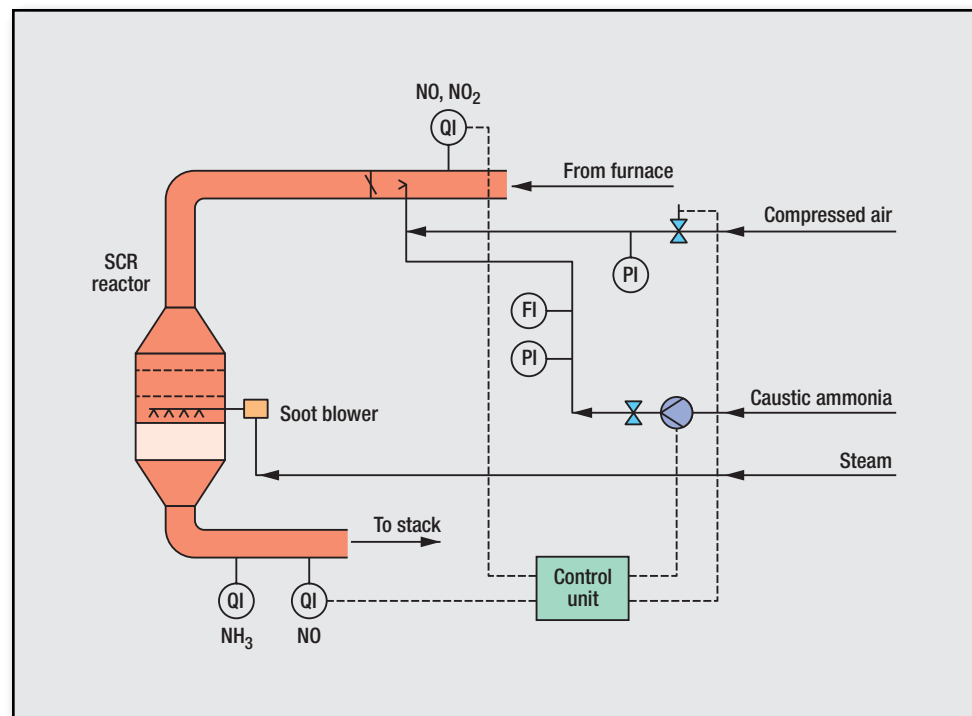 NO, NO2
QI
From furnace
Compressed air
SCR
reactor
PI
FI
PI
Caustic ammonia
Soot blower
Steam
To stack
Control
unit
QI
QI
NH3
NO